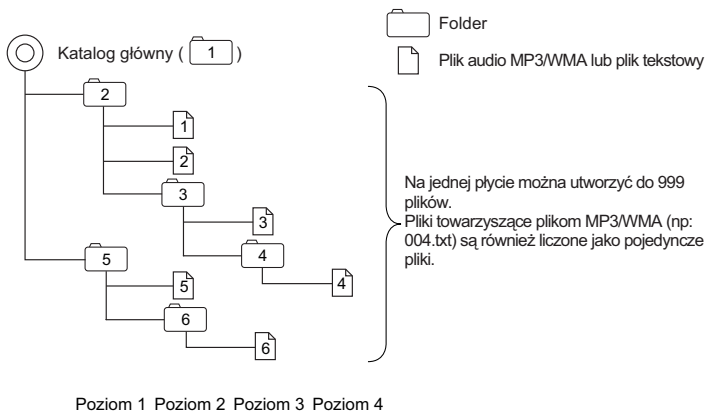 Folder
Katalog główny ( 1 )
Plik audio MP3/WMA lub plik tekstowy
2
1
2
3
3
4
4
5
5
6
6
Na jednej płycie można utworzyć do 999
plików.
Pliki towarzyszące plikom MP3/WMA (np:
004.txt) są również liczone jako pojedyncze
pliki.
Poziom 1 Poziom 2 Poziom 3 Poziom 4